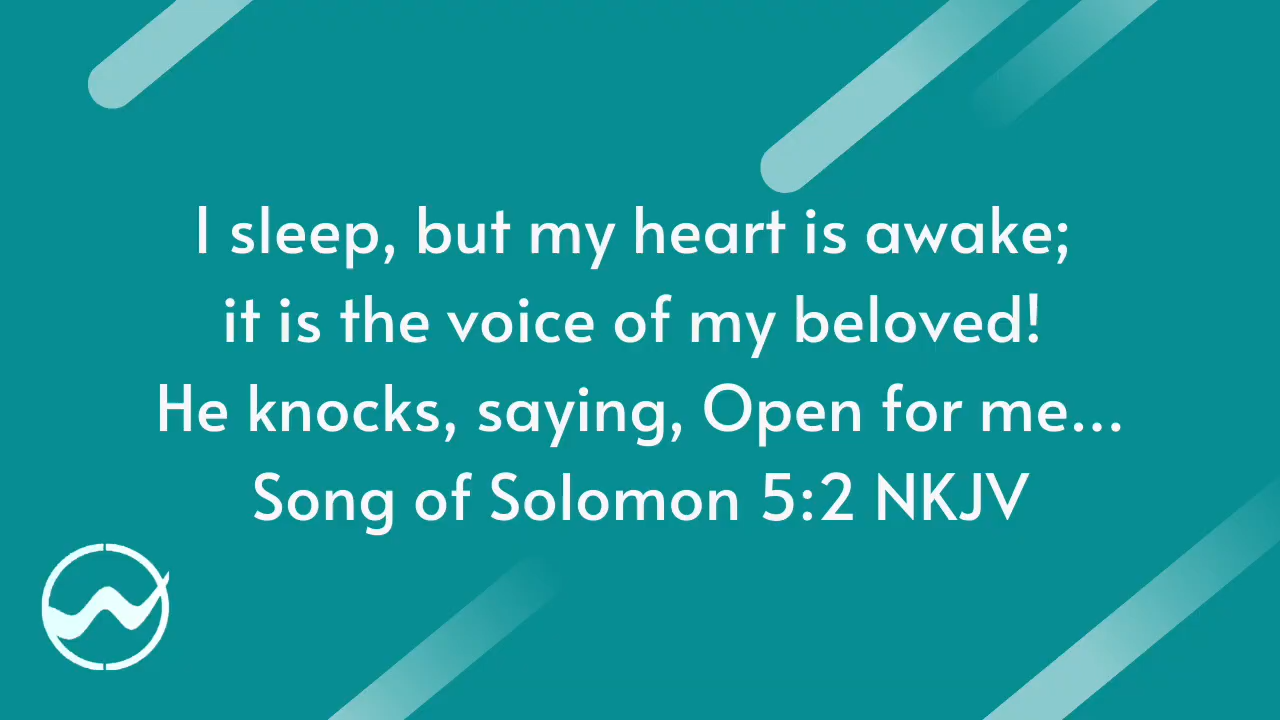 I sleep, but my heart is awake;
it is the voice of my beloved!
He knocks, saying, Open for me...
Song of Solomon 5:2 NKJV